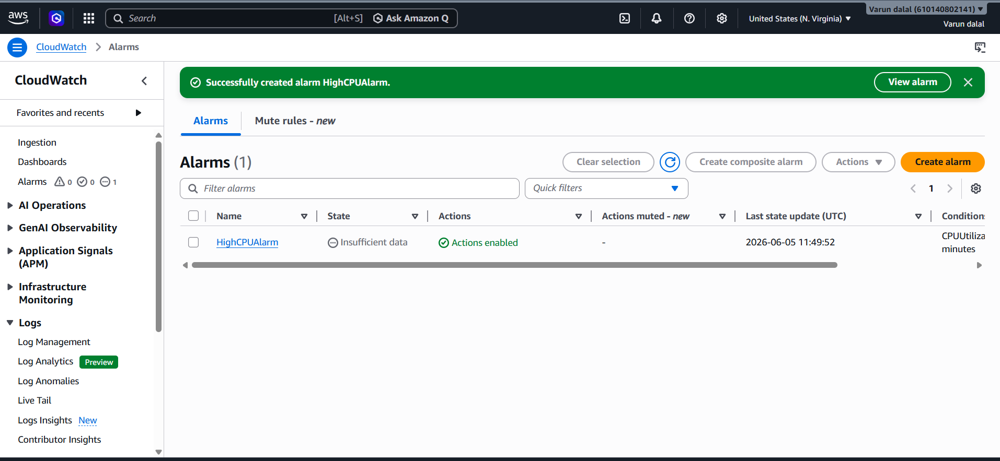 aws
Search [Alt+S] Ask Amazon Q
United States (N. Virginia) ▼
Varun dalal (610140802141) ▼
Varun dalal
CloudWatch > Alarms
CloudWatch
Favorites and recents
Ingestion
Dashboards
Alarms 0 0 1
AI Operations
GenAI Observability
Application Signals
(APM)
Infrastructure
Monitoring
Logs
Log Management
Log Analytics Preview
Log Anomalies
Live Tail
Logs Insights New
Contributor Insights
Successfully created alarm HighCPUAlarm.
View alarm
Alarms
Mute rules - new
Alarms (1)
Clear selection
Create composite alarm
Actions
Create alarm
Filter alarms
Quick filters
1
Name State Actions Actions muted - new Last state update (UTC) Condition
HighCPUAlarm Insufficient data Actions enabled - 2026-06-05 11:49:52 CPUUtiliza
minutes